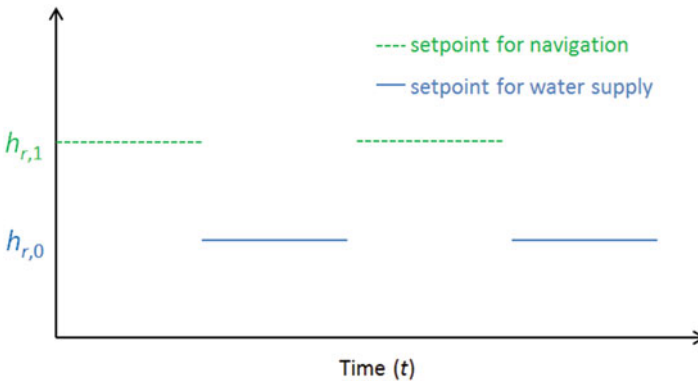 setpoint for navigation
setpoint for water supply
h_{r,1}
h_{r,0}
Time (t)